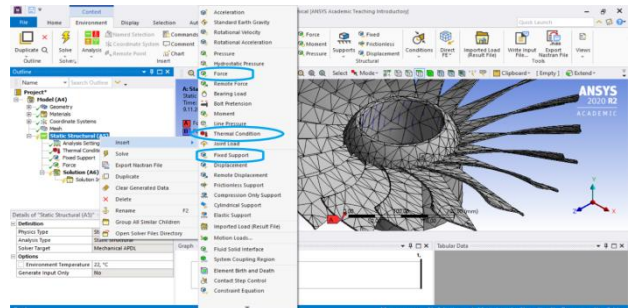 Context
ical [ANSYS Academic Teaching Introductory]
Quick Launch
File
Home
Environment
Display
Selection
Aut
Duplicate
Outline
Solve
Solver
Analysis
Named Selection
Coordinate System
Remote Point
Commands
Comment
Chart
Insert
Force
Moment
Pressure
Supports
Fixed
Frictionless
Displacement
Conditions
Structural
Direct
FE
Imported Load
(Result File)
Write Input
File...
Export
Nastran File
Tools
Views
Outline
Name
Search Outline
Select
Mode
Clipboard
[Empty]
Extend
Project*
Model (A4)
Geometry
Materials
Coordinate Systems
Mesh
Static Structural (A5)
Analysis Setting
Thermal Conditi
Fixed Support
Force
Solution (A6)
Solution
Insert
Solve
Export Nastran File
Duplicate
Clear Generated Data
Delete
Rename
F2
Group All Similar Children
Open Solver Files Directory
Acceleration
Standard Earth Gravity
Rotational Velocity
Rotational Acceleration
Pressure
Hydrostatic Pressure
Force
Remote Force
Bearing Load
Bolt Pretension
Moment
Line Pressure
Thermal Condition
Joint Load
Fixed Support
Displacement
Remote Displacement
Frictionless Support
Compression Only Support
Cylindrical Support
Elastic Support
Imported Load (Result File)
Motion Loads...
Fluid Solid Interface
System Coupling Region
Element Birth and Death
Contact Step Control
Constraint Equation
ANSYS
2020 R2
ACADEMIC
Details of "Static Structural (A5)"
Definition
Physics Type
Analysis Type
Static Structural
Solver Target
Mechanical APDL
Options
Environment Temperature
22, °C
Generate Input Only
No
Graph
Tabular Data